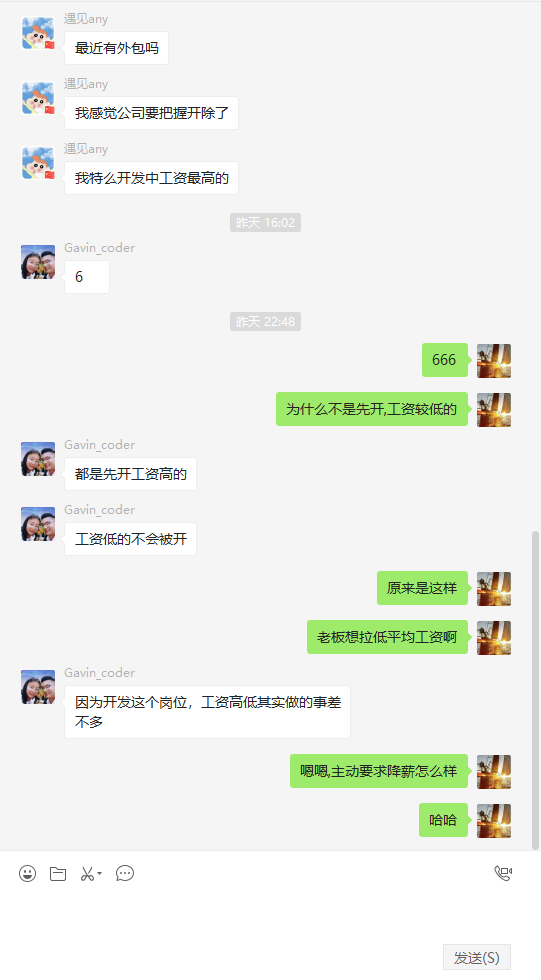 遇见any
最近有外包吗
遇见any
我感觉公司要把握开除了
遇见any
我特么开发中工资最高的
昨天 16:02
Gavin_coder
6
昨天 22:48
666
为什么不是先开,工资较低的
Gavin_coder
都是先开工资高的
Gavin_coder
工资低的不会被开
原来是这样
老板想拉低平均工资啊
Gavin_coder
因为开发这个岗位，工资高低其实做的事差
不多
嗯嗯,主动要求降薪怎么样
哈哈
发送(S)